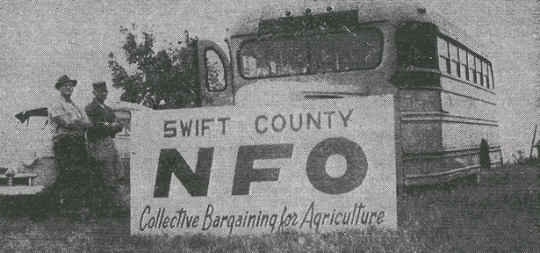 SWIFT COUNTY
NFO
Collective Bargaining for Agriculture